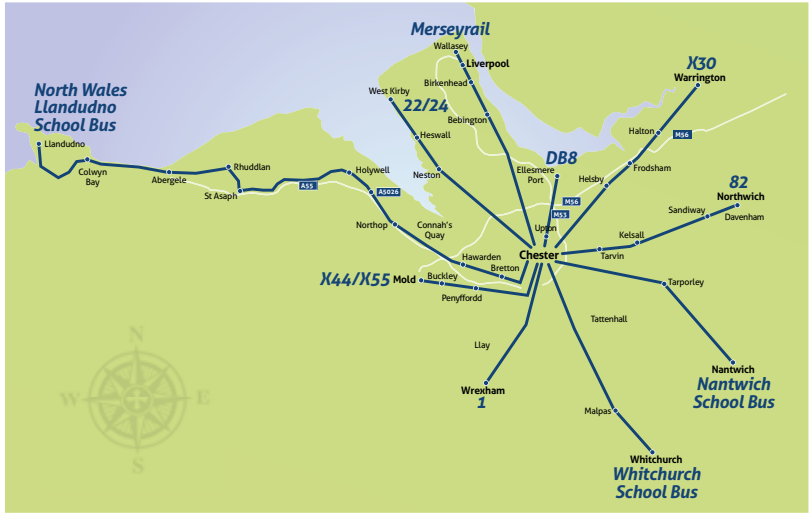 Merseyrail
Wallasey
Liverpool
Birkenhead
Bebington
X30
Warrington
Halton
M56
Frodsham
Helsby
North Wales
Llandudno
School Bus
Llandudno
Colwyn
Bay
Abergele
Rhuddlan
St Asaph
A55
Holywell
A5026
Northop
Connah's
Quay
Hawarden
Bretton
West Kirby
22/24
Heswall
Neston
DB8
Ellesmere
Port
M56
M53
Upton
Chester
82
Northwich
Sandiway
Davenham
Kelsall
Tarvin
X44/X55
Mold
Buckley
Penyffordd
Tarporley
Tattenhall
Llay
Wrexham
1
Nantwich
Nantwich
School Bus
Malpas
Whitchurch
Whitchurch
School Bus
N
W
E
S